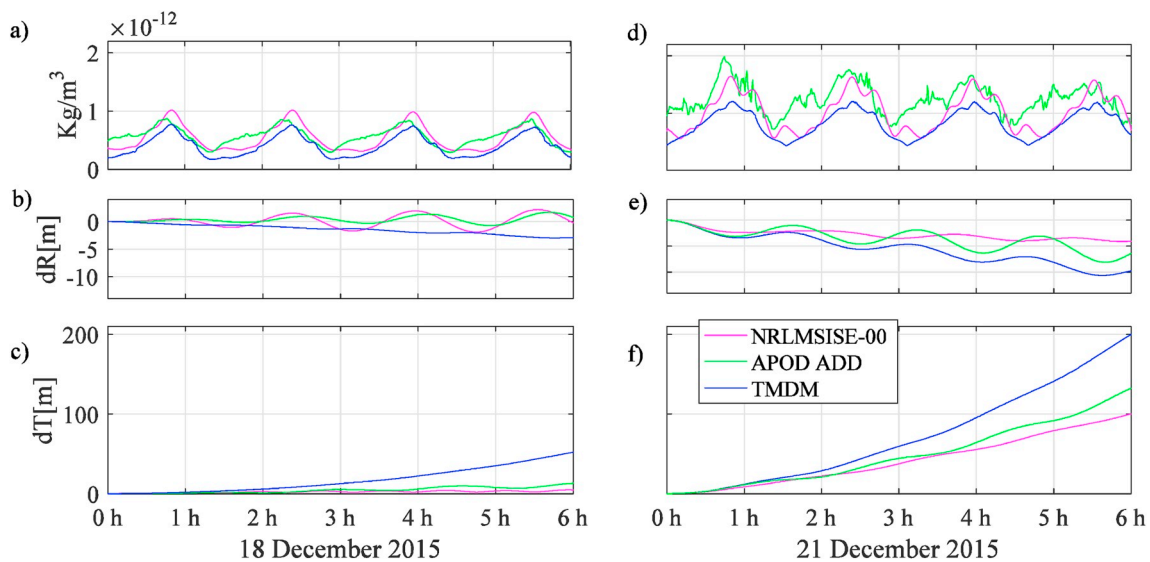 a)
×10^-12
Kg/m^3
2
1
0
b)
dR[m]
0
-5
-10
c)
dT[m]
200
100
0
0 h 1 h 2 h 3 h 4 h 5 h 6 h
18 December 2015
d)
e)
f)
NRLMSISE-00
APOD ADD
TMDM
0 h 1 h 2 h 3 h 4 h 5 h 6 h
21 December 2015